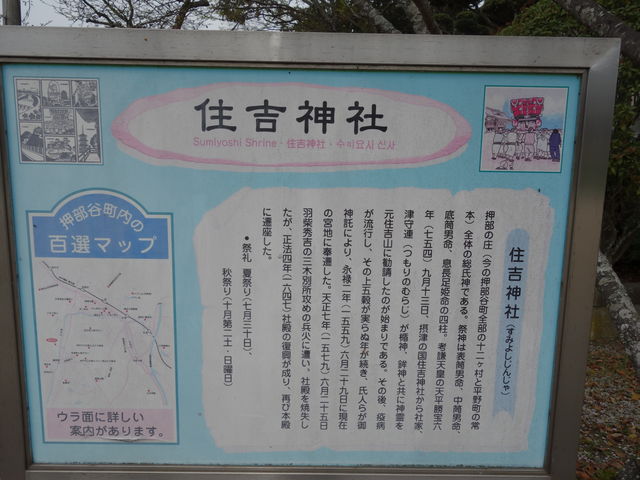 住吉神社
Sumiyoshi Shrine・住吉神社・수미요시 신사
住吉神社（すみよしじんじゃ）
押部の庄（今の押部谷町全部の十二ヶ村と平野町の常
本）全体の総氏神である。祭神は表筒男命、中筒男命、
底筒男命、息長足姫命の四柱。考謙天皇の天平勝宝六
年（七五四）九月十三日、摂津の国住吉神社から社家、
津守連（つもりのむらじ）が楯神、鉾神と共に神霊を
元住吉山に勧請したのが始まりである。その後、疫病
が流行し、その上五穀が実らぬ年が続き、氏人らが御
神託により、永禄二年（一五五九）六月二十九日に現在
の宮地に奉遷した。天正七年（一五七九）六月二十五日
羽柴秀吉の三木別所攻めの兵火に遭い、社殿を焼失し
たが、正法四年（一六四七）社殿の復興が成り、再び本殿
に遷座した。
●祭礼 夏祭り（七月三十日）、
秋祭り（十月第二土・日曜日）
押部谷町内の
百選マップ
ウラ面に詳しい
案内があります。